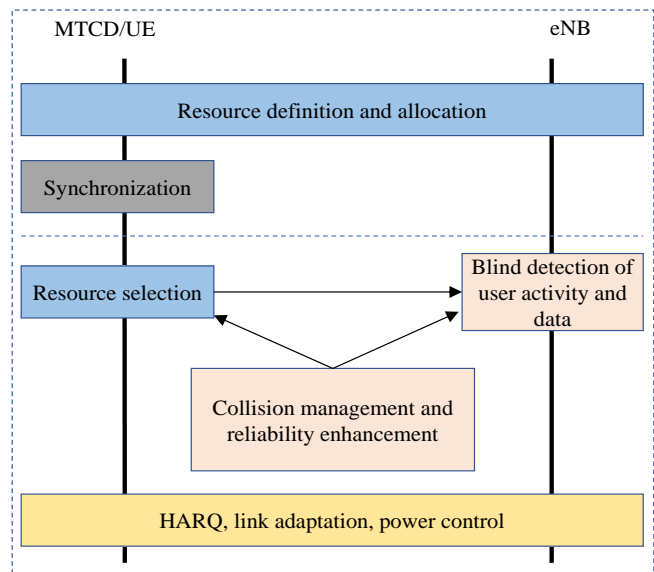 MTCD/UE
eNB
Resource definition and allocation
Synchronization
Resource selection
Blind detection of
user activity and
data
Collision management and
reliability enhancement
HARQ, link adaptation, power control